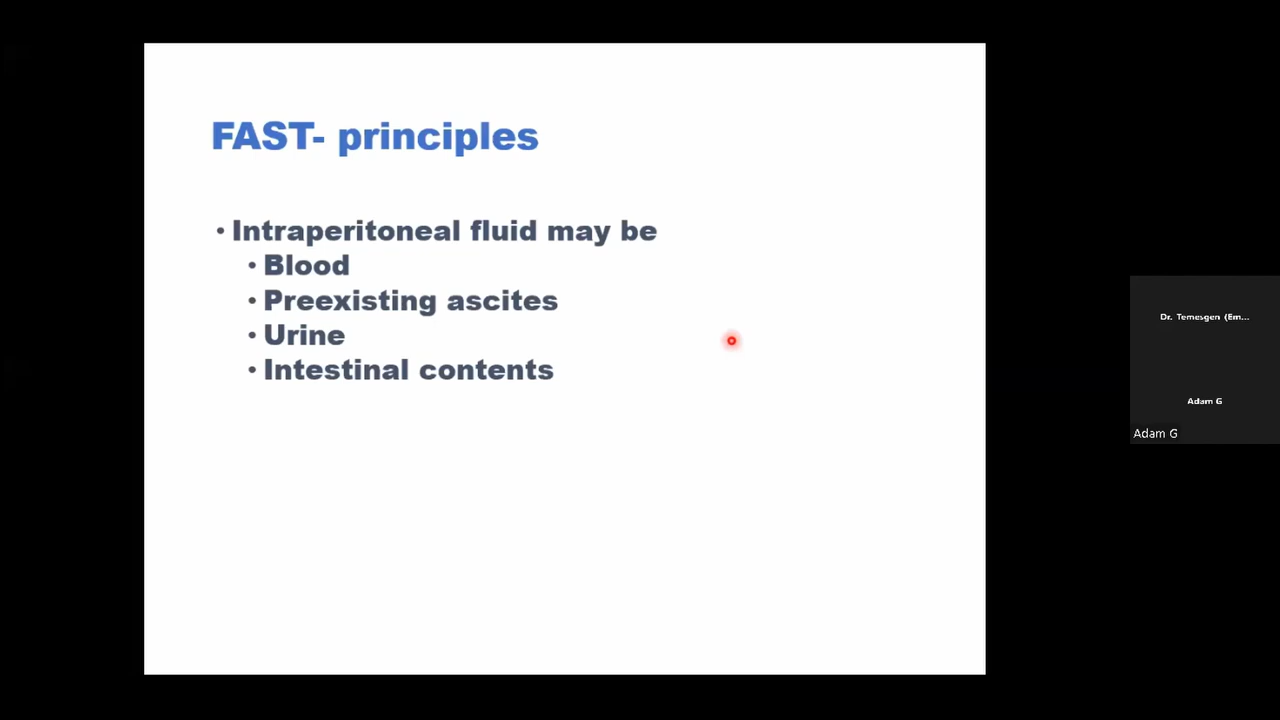 FAST- principles
• Intraperitoneal fluid may be
• Blood
• Preexisting ascites
• Urine
• Intestinal contents
Dr. Temesgen (Em...
Adam G
Adam G